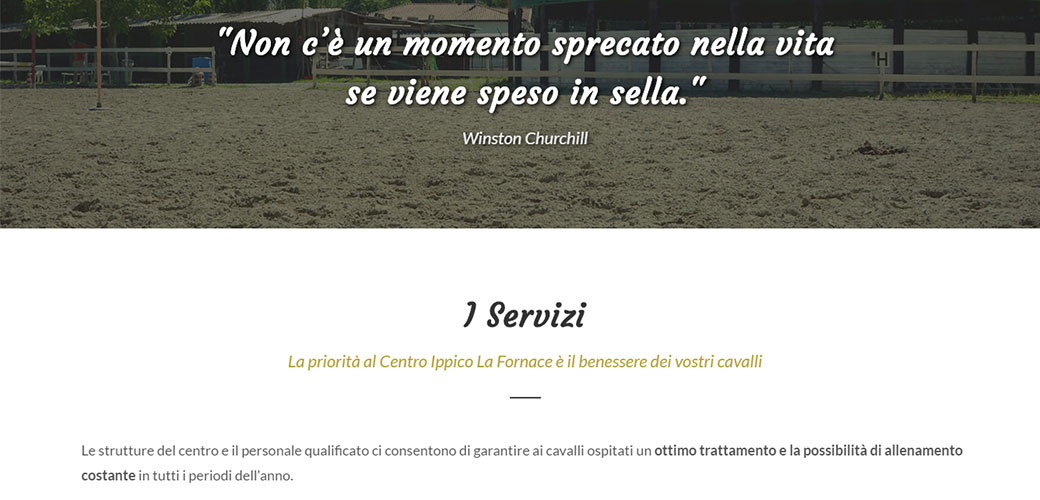 "Non c’è un momento sprecato nella vita
H
se viene speso in sella."
Winston Churchill
I Servizi
La priorità al Centro Ippico La Fornace è il benessere dei vostri cavalli
Le strutture del centro e il personale qualificato ci consentono di garantire ai cavalli ospitati un ottimo trattamento e la possibilità di allenamento
costante in tutti i periodi dell'anno.